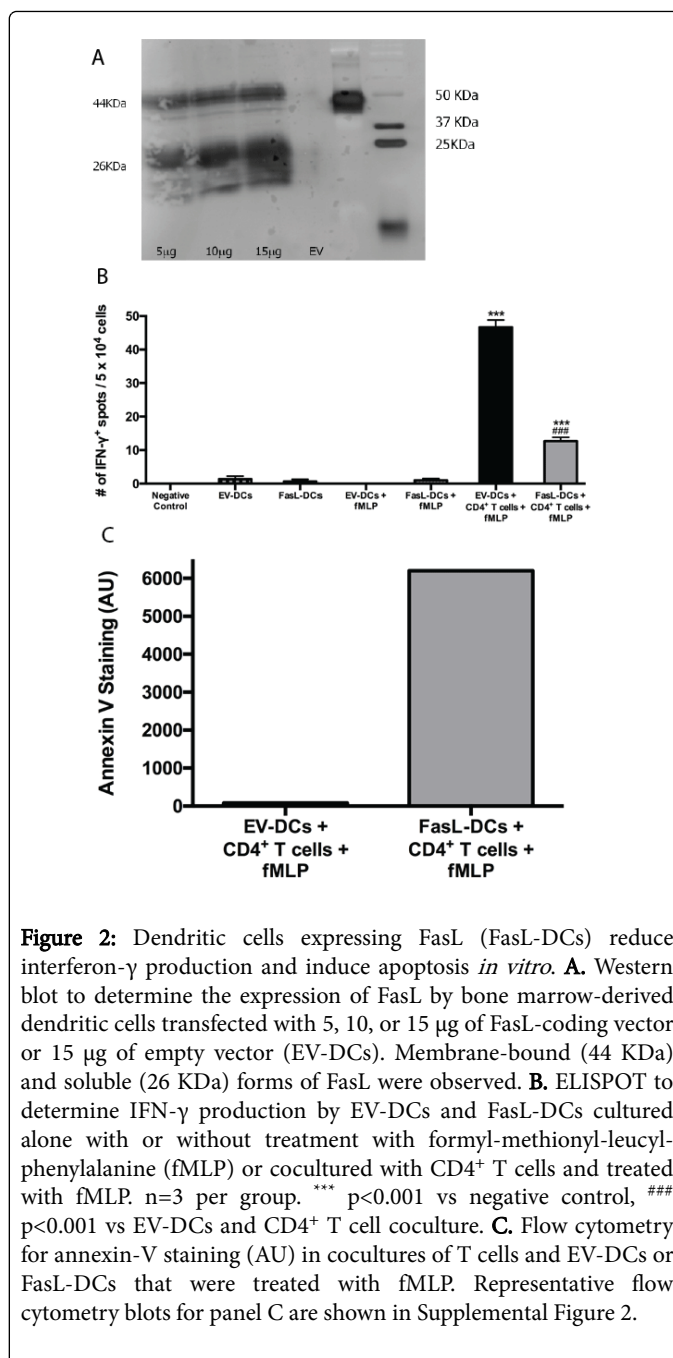 A
44KDa
26KDa
50 KDa
37 KDa
25KDa
5µg 10µg 15µg EV
B
# of IFN-γ⁺ spots / 5 x 10⁴ cells
50
40
30
20
10
0
***
***
###
Negative Control
EV-DCs
FasL-DCs
EV-DCs + fMLP
FasL-DCs + fMLP
EV-DCs + CD4⁺ T cells + fMLP
FasL-DCs + CD4⁺ T cells + fMLP
C
Annexin V Staining (AU)
6000
5000
4000
3000
2000
1000
0
EV-DCs +
CD4⁺ T cells +
fMLP
FasL-DCs +
CD4⁺ T cells +
fMLP
Figure 2: Dendritic cells expressing FasL (FasL-DCs) reduce
interferon-γ production and induce apoptosis in vitro. A. Western
blot to determine the expression of FasL by bone marrow-derived
dendritic cells transfected with 5, 10, or 15 µg of FasL-coding vector
or 15 µg of empty vector (EV-DCs). Membrane-bound (44 KDa)
and soluble (26 KDa) forms of FasL were observed. B. ELISPOT to
determine IFN-γ production by EV-DCs and FasL-DCs cultured
alone with or without treatment with formyl-methionyl-leucyl-
phenylalanine (fMLP) or cocultured with CD4⁺ T cells and treated
with fMLP. n=3 per group. *** p<0.001 vs negative control, ###
p<0.001 vs EV-DCs and CD4⁺ T cell coculture. C. Flow cytometry
for annexin-V staining (AU) in cocultures of T cells and EV-DCs or
FasL-DCs that were treated with fMLP. Representative flow
cytometry blots for panel C are shown in Supplemental Figure 2.